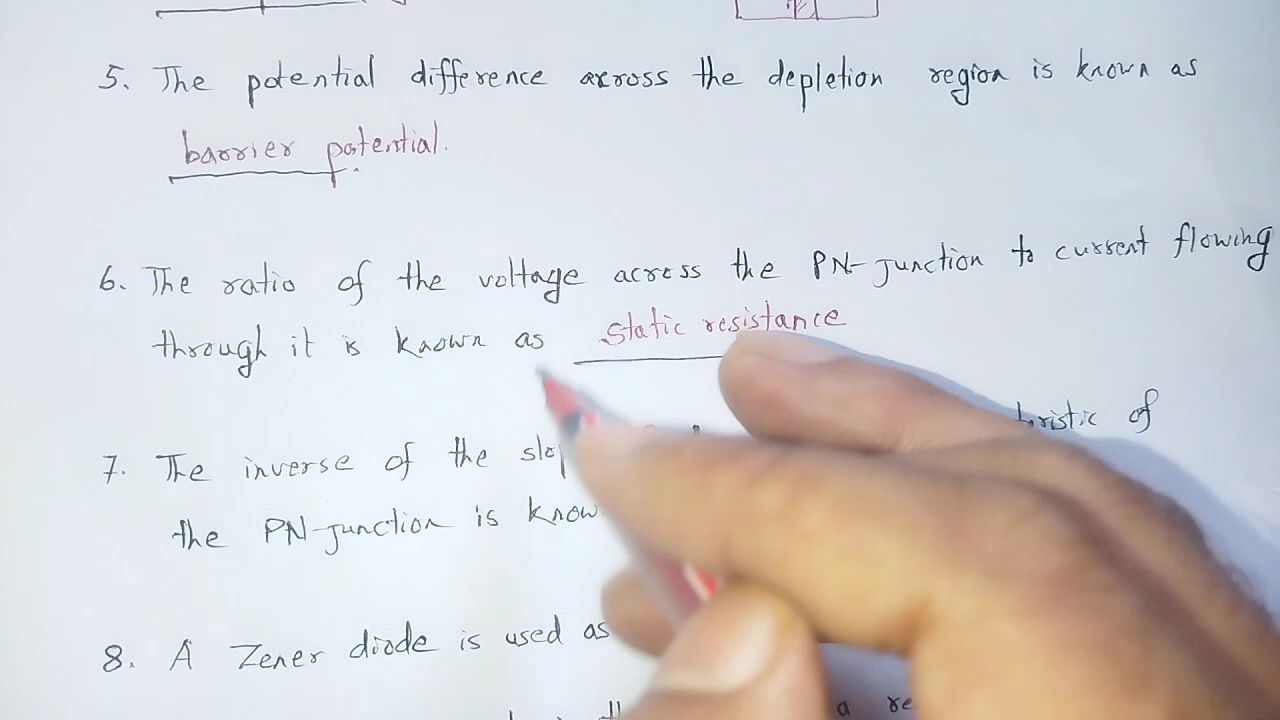 5. The potential difference across the depletion region is known as
barrier potential.
6. The ratio of the voltage across the PN-junction to current flowing
through it is known as static resistance
7. The inverse of the of
the PN-junction is
8. A Zener diode is used as
a